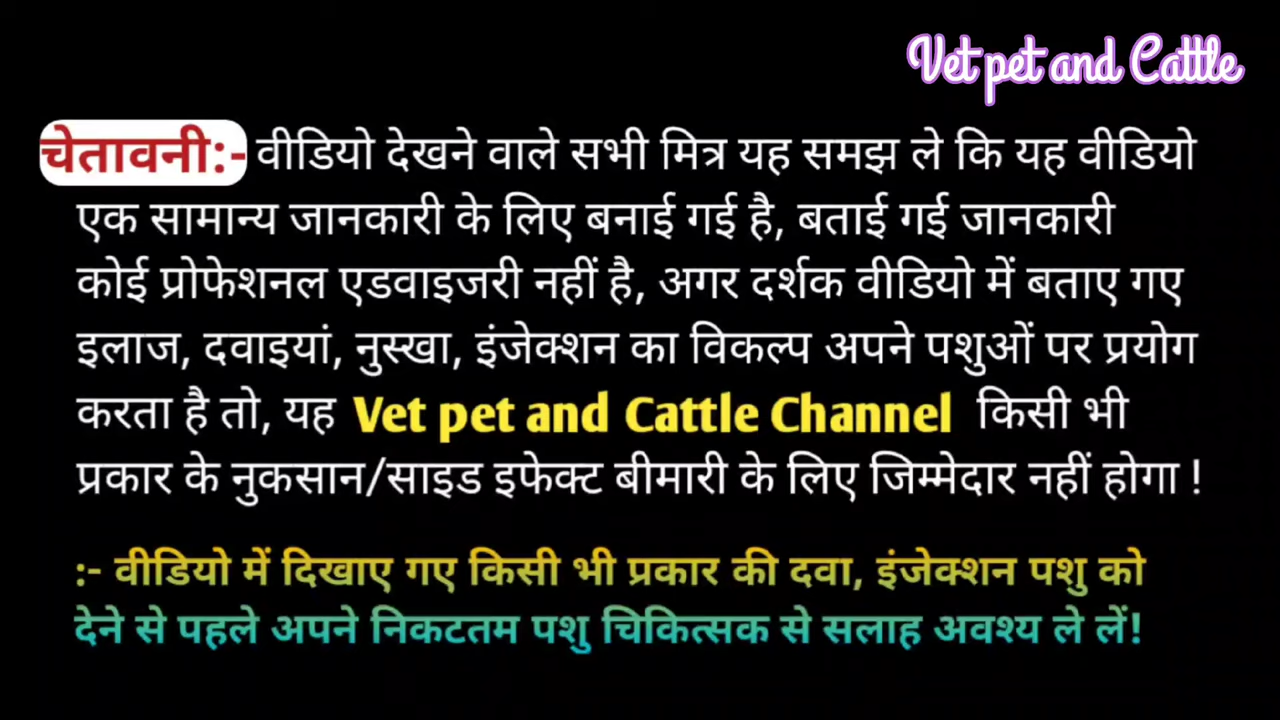 Vet pet and Cattle
चेतावनी:- वीडियो देखने वाले सभी मित्र यह समझ ले कि यह वीडियो
एक सामान्य जानकारी के लिए बनाई गई है, बताई गई जानकारी
कोई प्रोफेशनल एडवाइजरी नहीं है, अगर दर्शक वीडियो में बताए गए
इलाज, दवाइयां, नुस्खा, इंजेक्शन का विकल्प अपने पशुओं पर प्रयोग
करता है तो, यह Vet pet and Cattle Channel किसी भी
प्रकार के नुकसान/साइड इफेक्ट बीमारी के लिए जिम्मेदार नहीं होगा !
:- वीडियो में दिखाए गए किसी भी प्रकार की दवा, इंजेक्शन पशु को
देने से पहले अपने निकटतम पशु चिकित्सक से सलाह अवश्य ले लें!